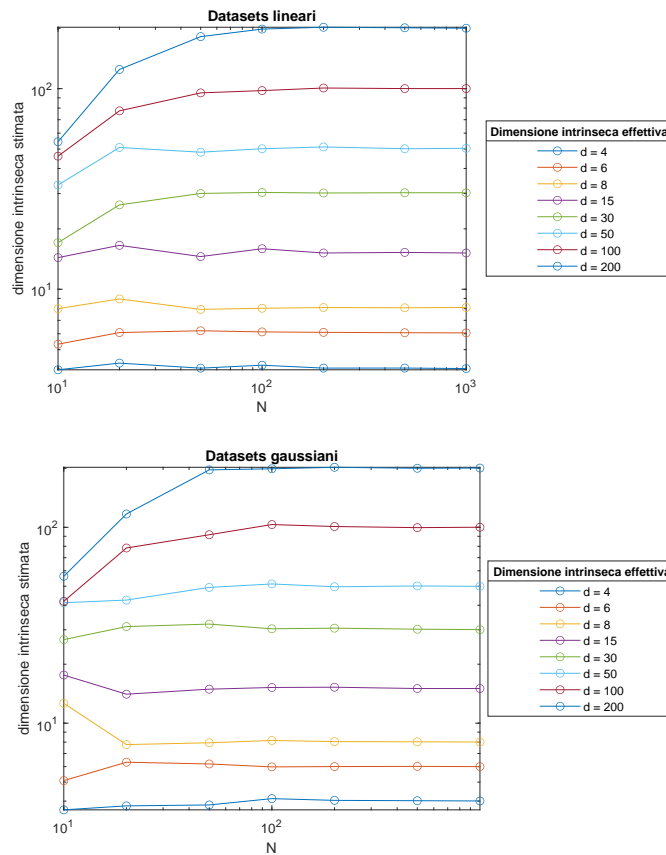 Datasets lineari
10^2
10^1
dimensione intrinseca stimata
10^1
10^2
10^3
N
Dimensione intrinseca effettiva
d = 4
d = 6
d = 8
d = 15
d = 30
d = 50
d = 100
d = 200
Datasets gaussiani
10^2
10^1
dimensione intrinseca stimata
10^1
10^2
N
Dimensione intrinseca effettiva
d = 4
d = 6
d = 8
d = 15
d = 30
d = 50
d = 100
d = 200